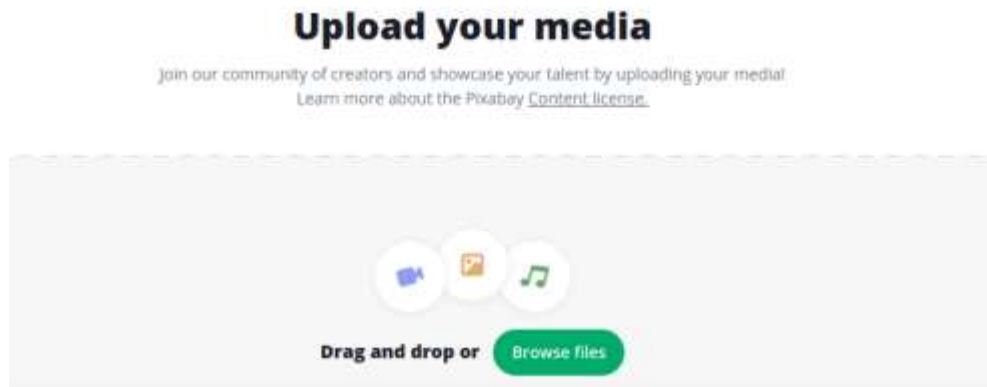 Upload your media
Join our community of creators and showcase your talent by uploading your media!
Learn more about the Pixabay Content license.
Drag and drop or Browse files